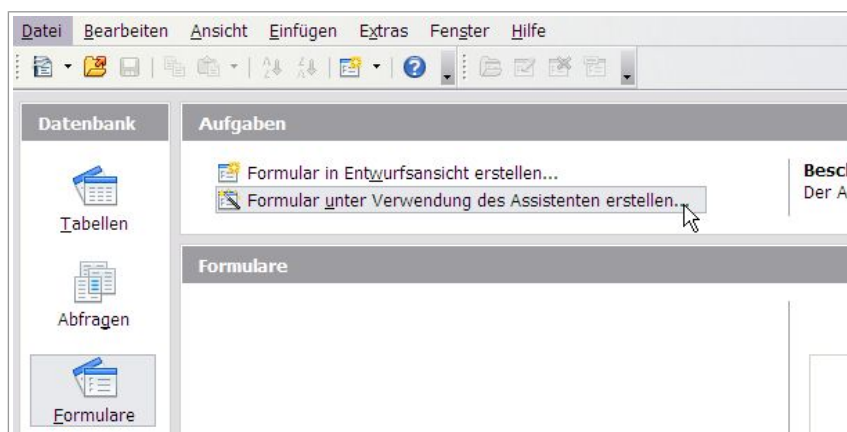 Datei Bearbeiten Ansicht Einfügen Extras Fenster Hilfe
Datenbank
Aufgaben
Formular in Entwurfsansicht erstellen...
Formular unter Verwendung des Assistenten erstellen...
Tabellen
Abfragen
Formulare
Formulare
Der